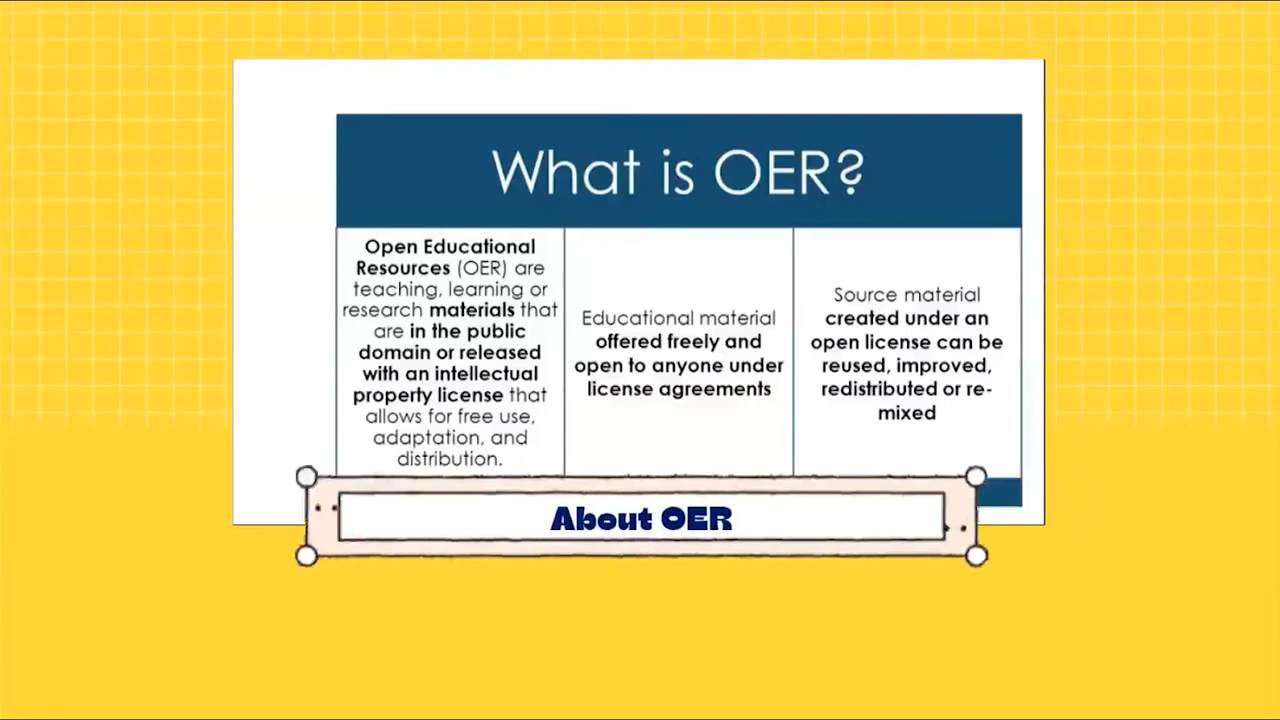 What is OER?
Open Educational
Resources (OER) are
teaching, learning or
research materials that
are in the public
domain or released
with an intellectual
property license that
allows for free use,
adaptation, and
distribution.
Educational material
offered freely and
open to anyone under
license agreements
Source material
created under an
open license can be
reused, improved,
redistributed or re-
mixed
About OER